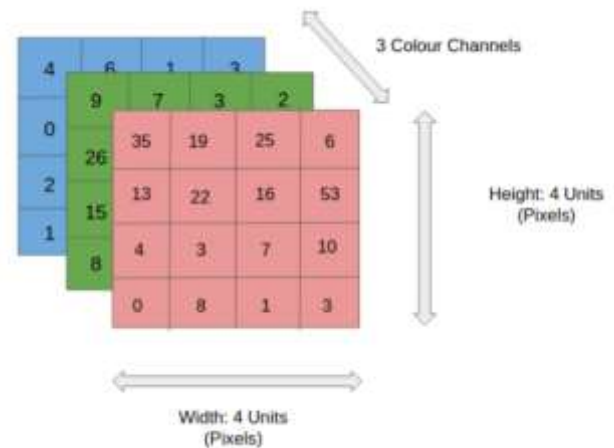 3 Colour Channels
4 6 1 3
9 7 3 2
0
35 19 25 6
26
13 22 16 53
2
Height: 4 Units
(Pixels)
15
1
4 3 7 10
8
0 8 1 3
Width: 4 Units
(Pixels)